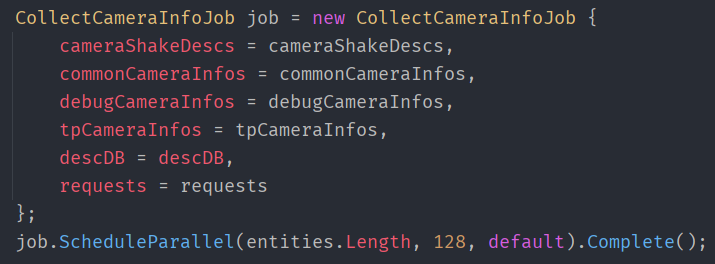 CollectCameraInfoJob job = new CollectCameraInfoJob {
cameraShakeDescs = cameraShakeDescs,
commonCameraInfos = commonCameraInfos,
debugCameraInfos = debugCameraInfos,
tpCameraInfos = tpCameraInfos,
descDB = descDB,
requests = requests
};
job.ScheduleParallel(entities.Length, 128, default).Complete();